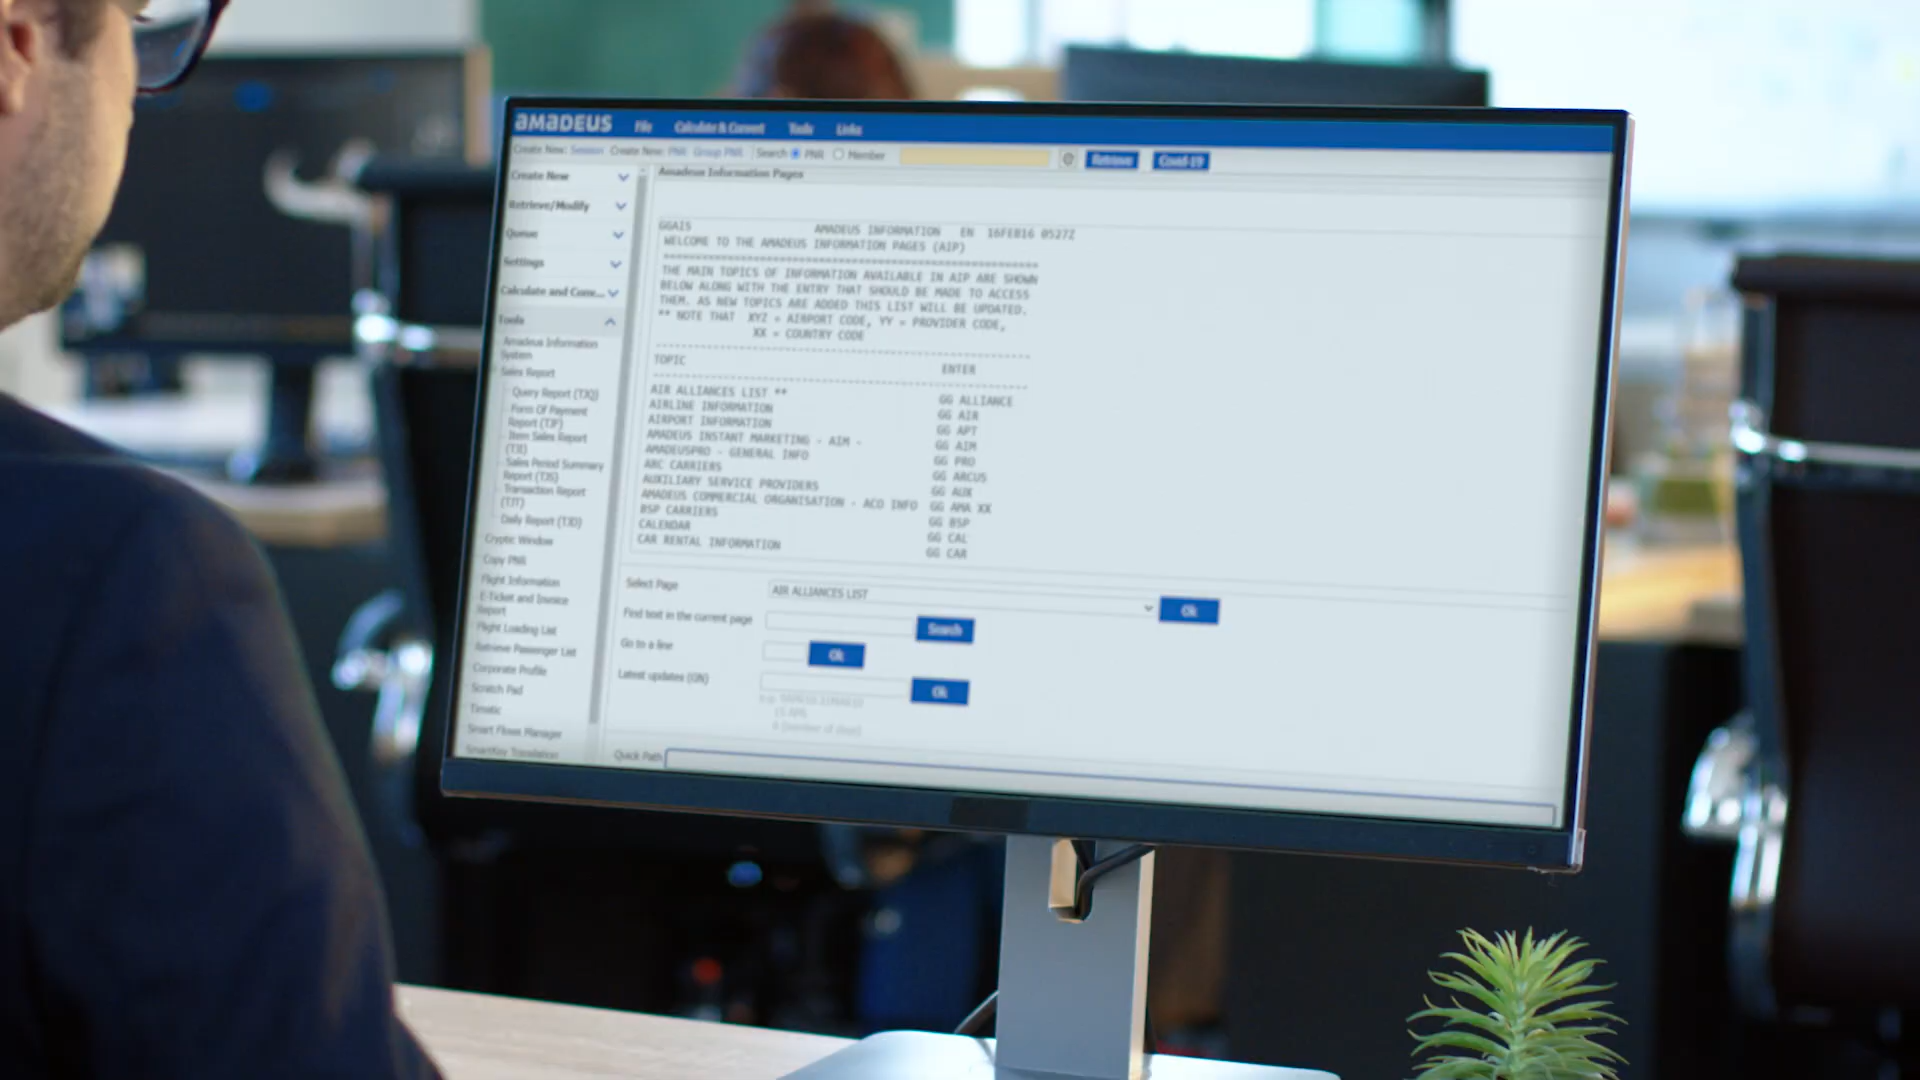 aMaDEUS File Calculate & Convert Tools Links
Create New: Session Create New: PNR Group PNR Search PNR Member Retrieve Covid-19
Create New
Retrieve/Modify
Queue
Settings
Calculate and Conv...
Tools
Amadeus Information
System
Sales Report
Query Report (TJQ)
Form Of Payment
Report (TJF)
Item Sales Report
(TJI)
Sales Period Summary
Report (TJS)
Transaction Report
(TJT)
Daily Report (TJD)
Cryptic Window
Copy PNR
Flight Information
E-Ticket and Invoice
Report
Flight Loading List
Retrieve Passenger List
Corporate Profile
Scratch Pad
Timatic
Smart Flows Manager
SmartKey Translation
Amadeus Information Pages
GGAIS AMADEUS INFORMATION EN 16FEB16 0527Z
WELCOME TO THE AMADEUS INFORMATION PAGES (AIP)
THE MAIN TOPICS OF INFORMATION AVAILABLE IN AIP ARE SHOWN
BELOW ALONG WITH THE ENTRY THAT SHOULD BE MADE TO ACCESS
THEM. AS NEW TOPICS ARE ADDED THIS LIST WILL BE UPDATED.
** NOTE THAT XYZ = AIRPORT CODE, YY = PROVIDER CODE,
XX = COUNTRY CODE
TOPIC ENTER
AIR ALLIANCES LIST ** GG ALLIANCE
AIRLINE INFORMATION GG AIR
AIRPORT INFORMATION GG APT
AMADEUS INSTANT MARKETING - AIM - GG AIM
AMADEUSPRO - GENERAL INFO GG PRO
ARC CARRIERS GG ARCUS
AUXILIARY SERVICE PROVIDERS GG AUX
AMADEUS COMMERCIAL ORGANISATION - ACO INFO GG AMA XX
BSP CARRIERS GG BSP
CALENDAR GG CAL
CAR RENTAL INFORMATION GG CAR
Select Page AIR ALLIANCES LIST Ok
Find text in the current page Search
Go to a line Ok
Latest updates (GN) Ok
6 (number of days)
Quick Path